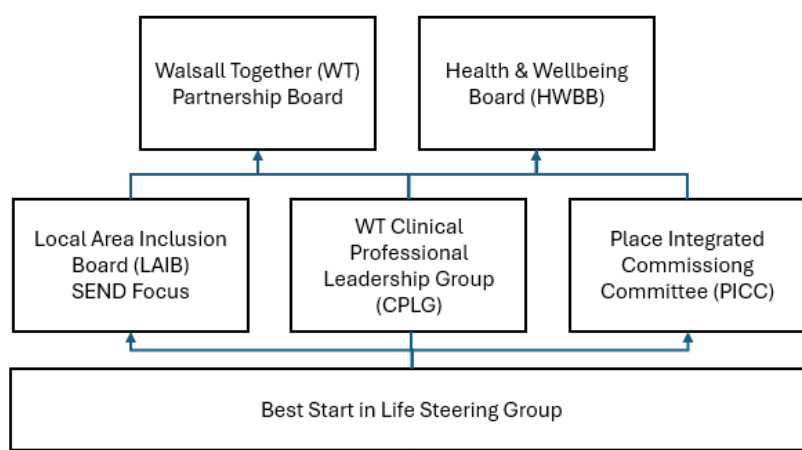 Walsall Together (WT)
Partnership Board
Health & Wellbeing
Board (HWBB)
Local Area Inclusion
Board (LAIB)
SEND Focus
WT Clinical
Professional
Leadership Group
(CPLG)
Place Integrated
Commissiong
Committee (PICC)
Best Start in Life Steering Group